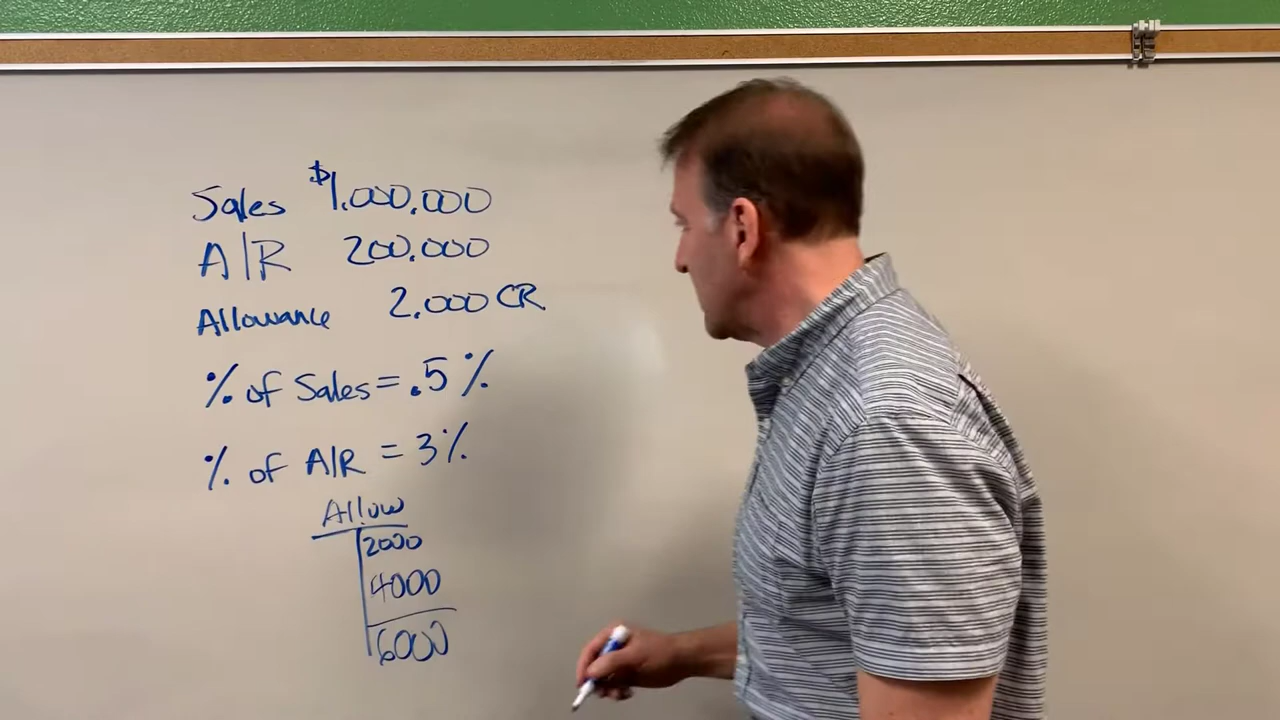 Sales $1,000,000
A/R 200,000
Allowance 2,000 CR
% of Sales = .5%
% of A/R = 3%
Allow
2000
4000
6000